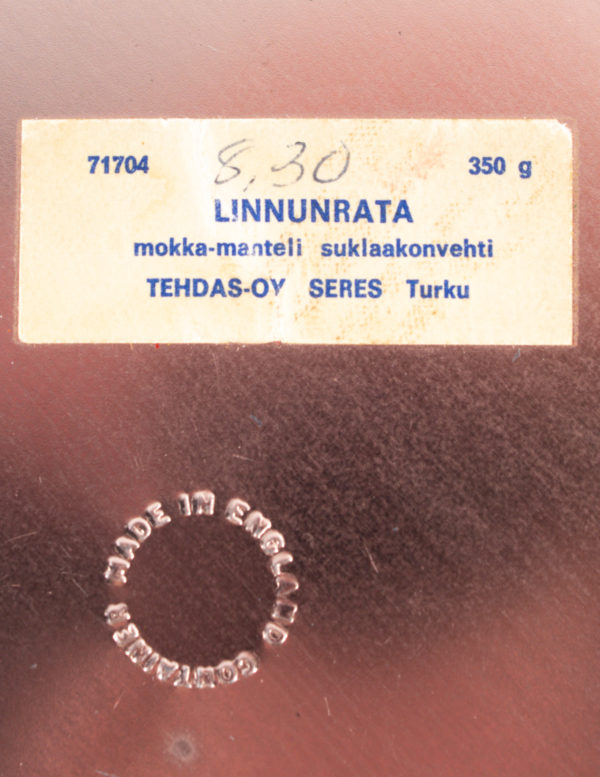 71704 8,30 350 g
LINNUNRATA
mokka-manteli suklaakonvehti
TEHDAS-OY SERES Turku
MADE IN ENGLAND CONTAINER